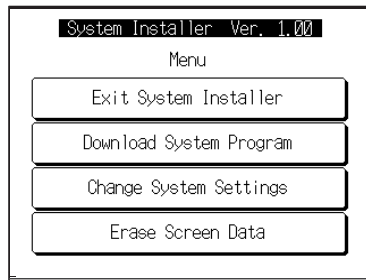 System Installer Ver. 1.00
Menu
Exit System Installer
Download System Program
Change System Settings
Erase Screen Data